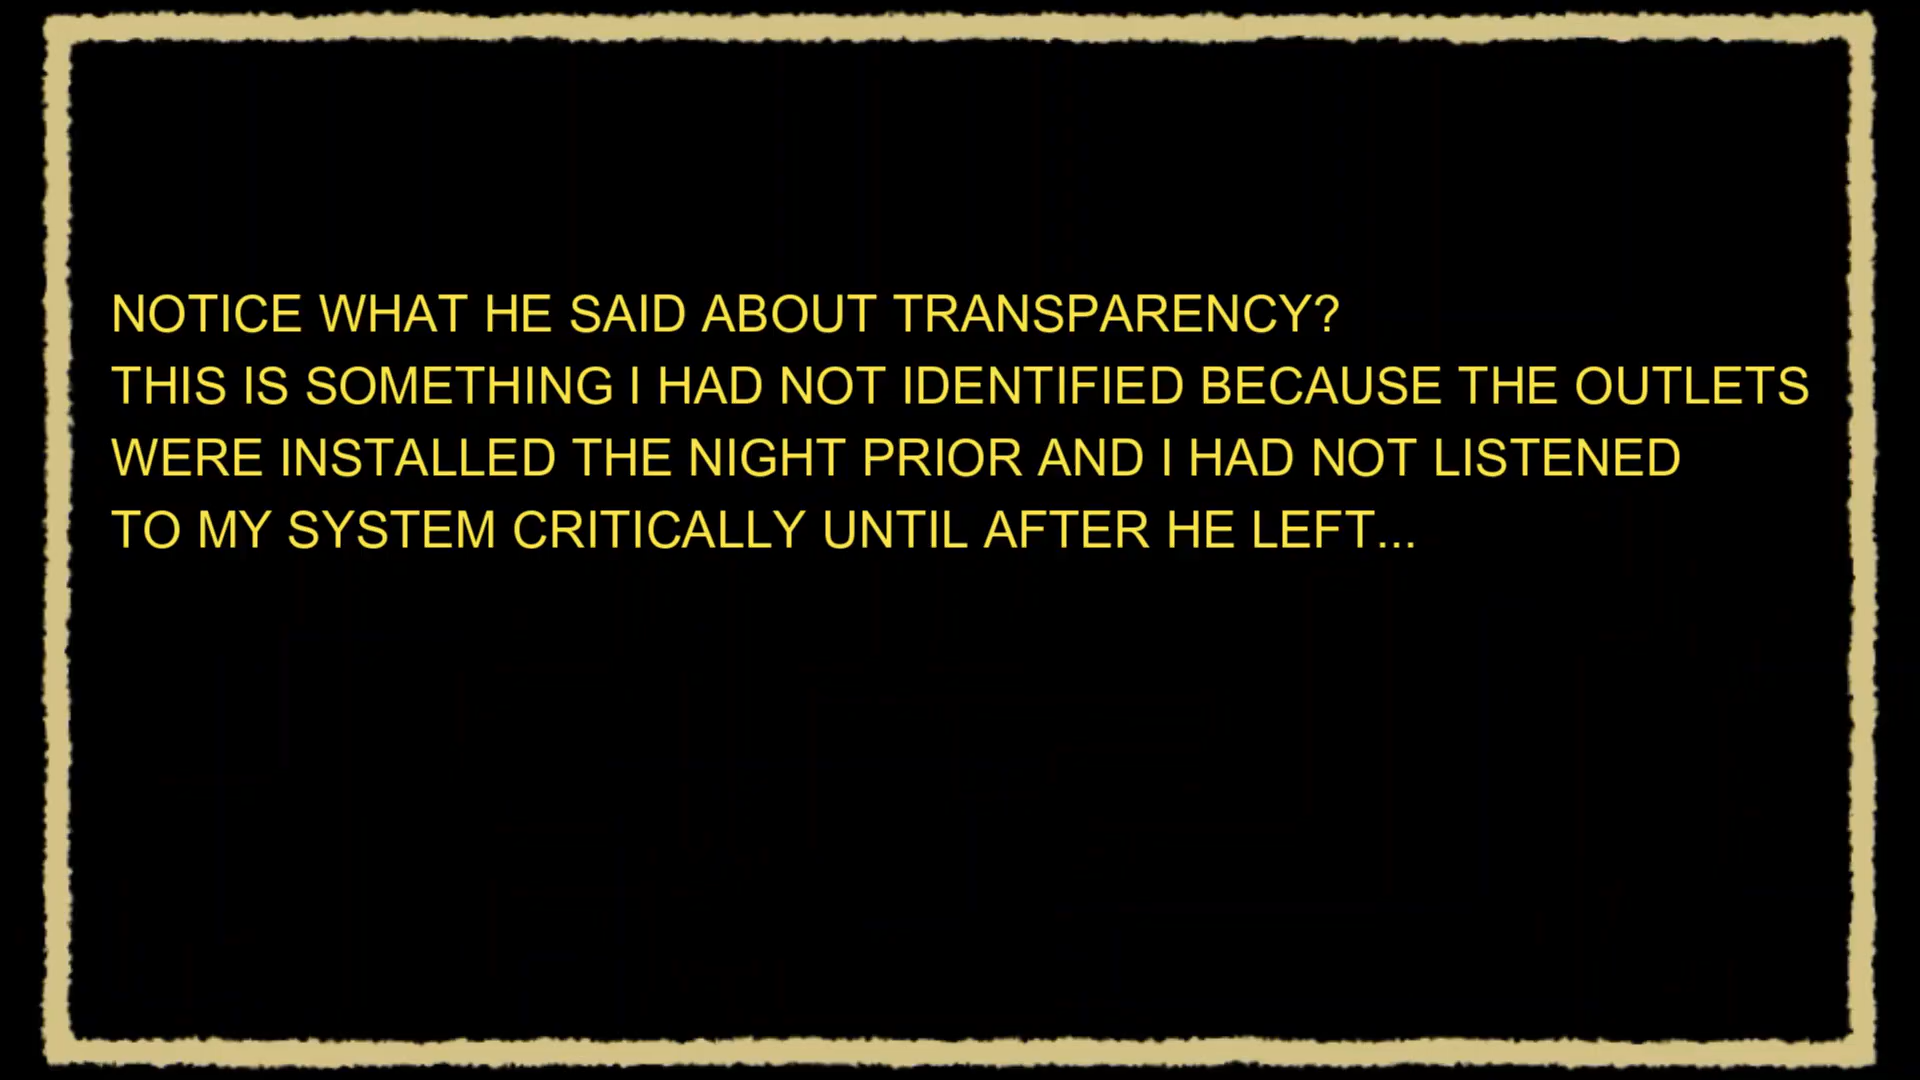 NOTICE WHAT HE SAID ABOUT TRANSPARENCY?
THIS IS SOMETHING I HAD NOT IDENTIFIED BECAUSE THE OUTLETS
WERE INSTALLED THE NIGHT PRIOR AND I HAD NOT LISTENED
TO MY SYSTEM CRITICALLY UNTIL AFTER HE LEFT...